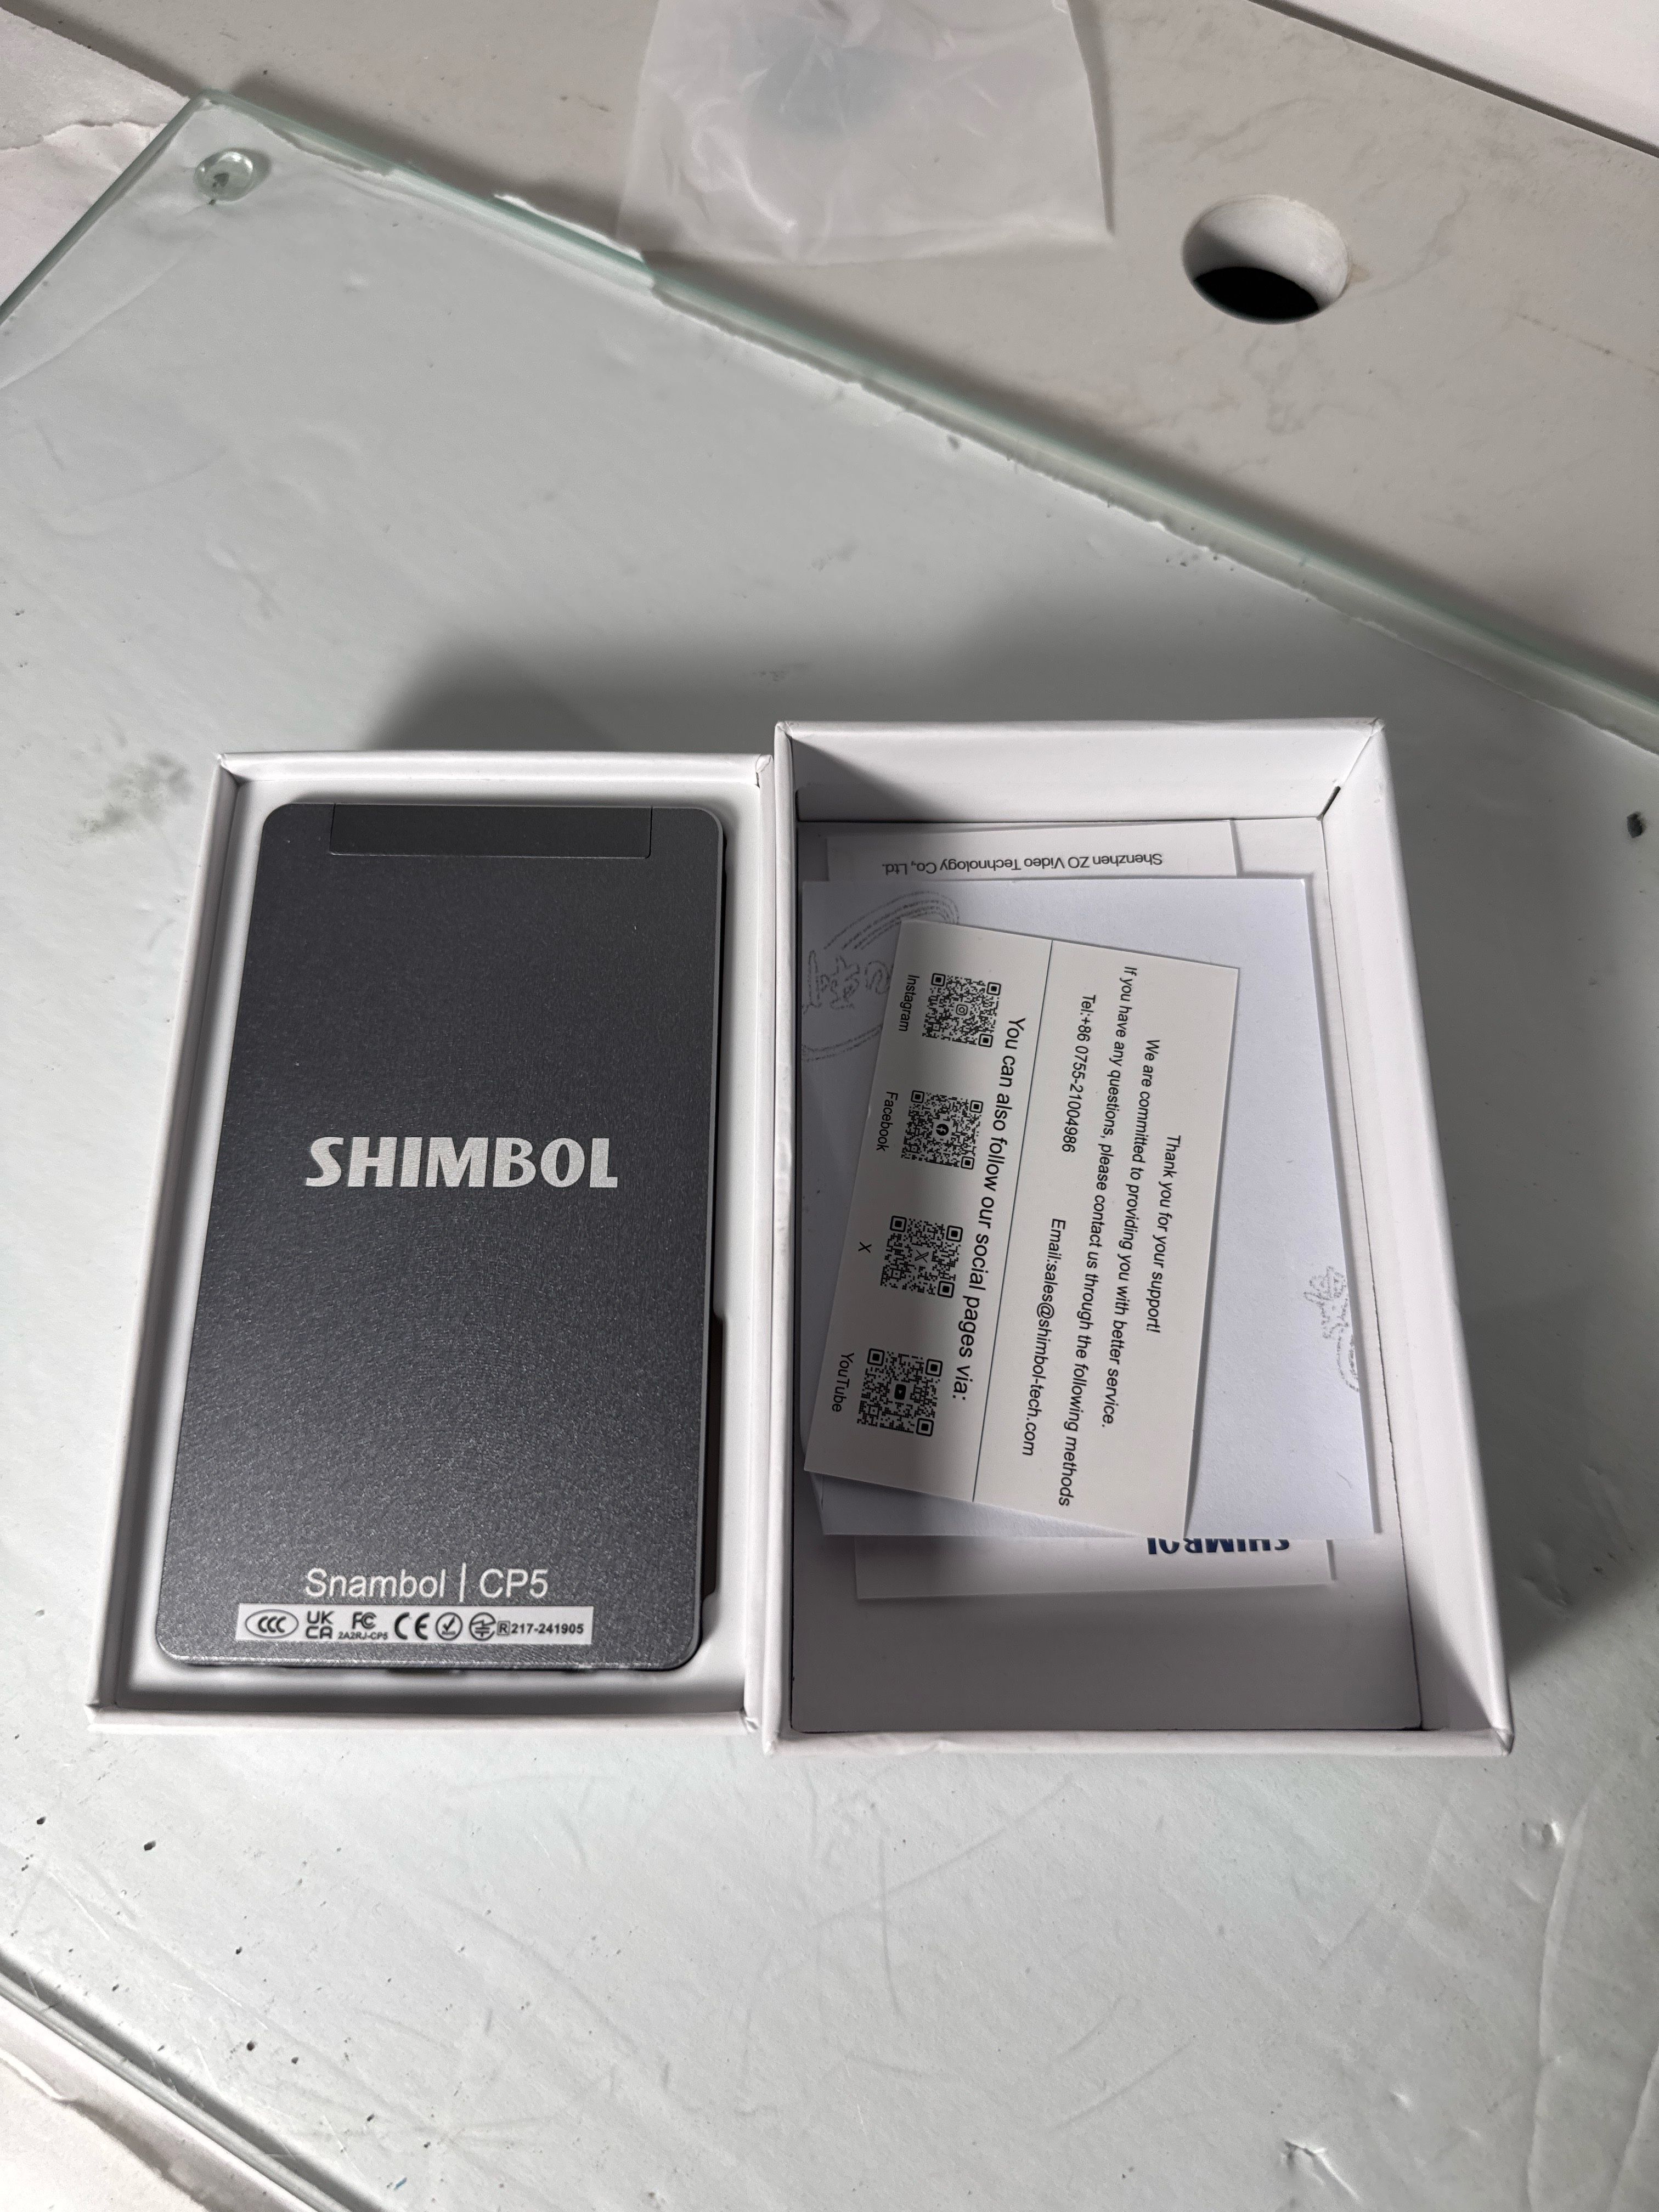 SHIMBOL
Snambol | CP5
CCC UK CA FC 2A2RJ-CP5 CE R 217-241905
Shenzhen ZO Video Technology Co., Ltd.
Thank you for your support!
We are committed to providing you with better service.
If you have any questions, please contact us through the following methods
Tel:+86 0755-21004986 Email:sales@shimbol-tech.com
You can also follow our social pages via:
Instagram Facebook X YouTube
SHIMBOL